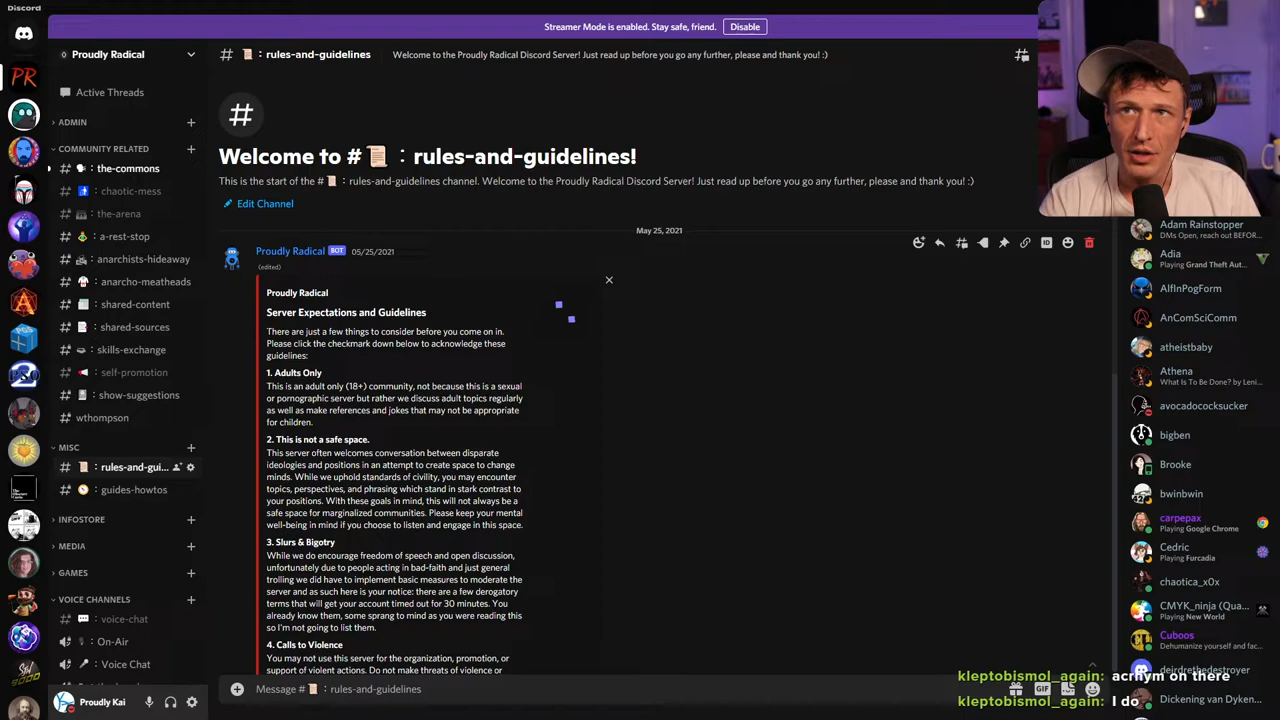 Discord
Streamer Mode is enabled. Stay safe, friend.
Disable
Proudly Radical
Active Threads
ADMIN
COMMUNITY RELATED
the-commons
chaotic-mess
the-arena
a-rest-stop
anarchists-hideaway
anarcho-meatheads
shared-content
shared-sources
skills-exchange
self-promotion
show-suggestions
wthompson
MISC
rules-and-gui...
guides-howtos
INFOSTORE
MEDIA
GAMES
VOICE CHANNELS
voice-chat
On-Air
Voice Chat
Proudly Kai
rules-and-guidelines
Welcome to the Proudly Radical Discord Server! Just read up before you go any further, please and thank you! :)
Welcome to # 📜 : rules-and-guidelines!
This is the start of the # 📜 : rules-and-guidelines channel. Welcome to the Proudly Radical Discord Server! Just read up before you go any further, please and thank you! :)
Edit Channel
May 25, 2021
Proudly Radical BOT 05/25/2021
(edited)
Proudly Radical
Server Expectations and Guidelines
There are just a few things to consider before you come on in.
Please click the checkmark down below to acknowledge these
guidelines:
1. Adults Only
This is an adult only (18+) community, not because this is a sexual
or pornographic server but rather we discuss adult topics regularly
as well as make references and jokes that may not be appropriate
for children.
2. This is not a safe space.
This server often welcomes conversation between disparate
ideologies and positions in an attempt to create space to change
minds. While we uphold standards of civility, you may encounter
topics, perspectives, and phrasing which stand in stark contrast to
your positions. With these goals in mind, this will not always be a
safe space for marginalized communities. Please keep your mental
well-being in mind if you choose to listen and engage in this space.
3. Slurs & Bigotry
While we do encourage freedom of speech and open discussion,
unfortunately due to people acting in bad-faith and just general
trolling we did have to implement basic measures to moderate the
server and as such here is your notice: there are a few derogatory
terms that will get your account timed out for 30 minutes. You
already know them, some sprang to mind as you were reading this
so I'm not going to list them.
4. Calls to Violence
You may not use this server for the organization, promotion, or
support of violent actions. Do not make threats of violence or
Message # 📜 : rules-and-guidelines
GIF
Adam Rainstopper
DMs Open, reach out BEFOR...
Adia
Playing Grand Theft Aut...
AlfInPogForm
AnComSciComm
atheistbaby
Athena
What Is To Be Done? by Leni...
avocadococksucker
bigben
Brooke
bwinbwin
carpepax
Playing Google Chrome
Cedric
Playing Furcadia
chaotica_x0x
CMYK_ninja (Qua...
Playing New World
Cuboos
Dehumanize yourself and fac...
deirdrethedestroyer
Dickening van Dyken...
kleptobismol_again: acrhym on there
kleptobismol_again: I do